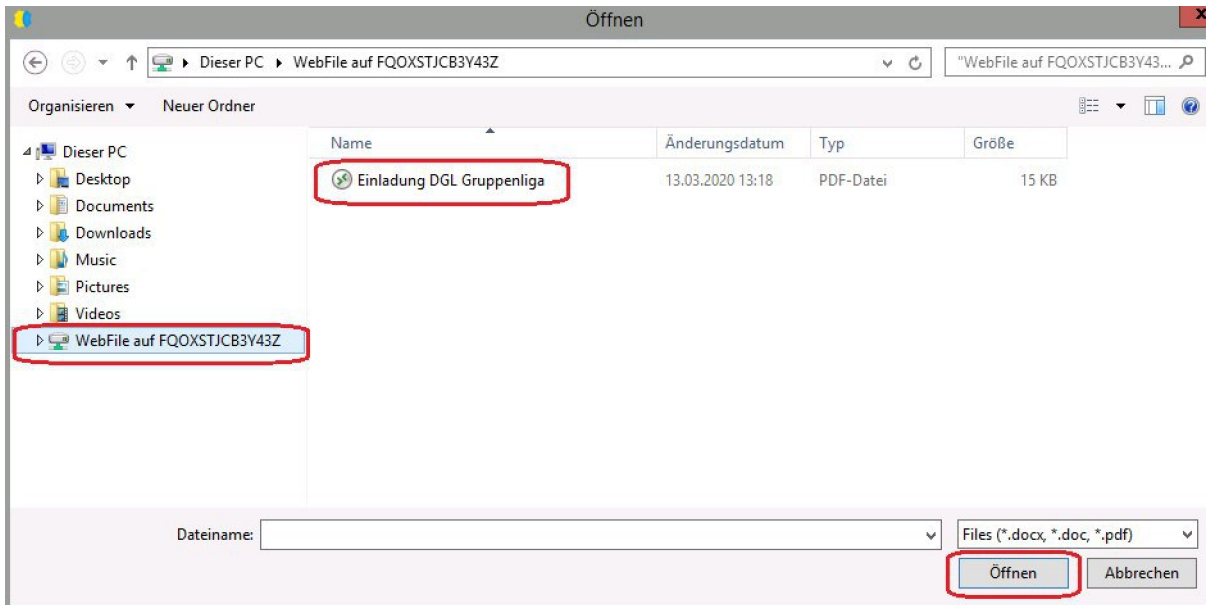 Öffnen
x
Dieser PC WebFile auf FQOXSTJCB3Y43Z "WebFile auf FQOXSTJCB3Y43...
Organisieren Neuer Ordner
Name Änderungsdatum Typ Größe
Dieser PC
Einladung DGL Gruppenliga 13.03.2020 13:18 PDF-Datei 15 KB
Desktop
Documents
Downloads
Music
Pictures
Videos
WebFile auf FQOXSTJCB3Y43Z
Dateiname: Files (*.docx, *.doc, *.pdf)
Öffnen Abbrechen